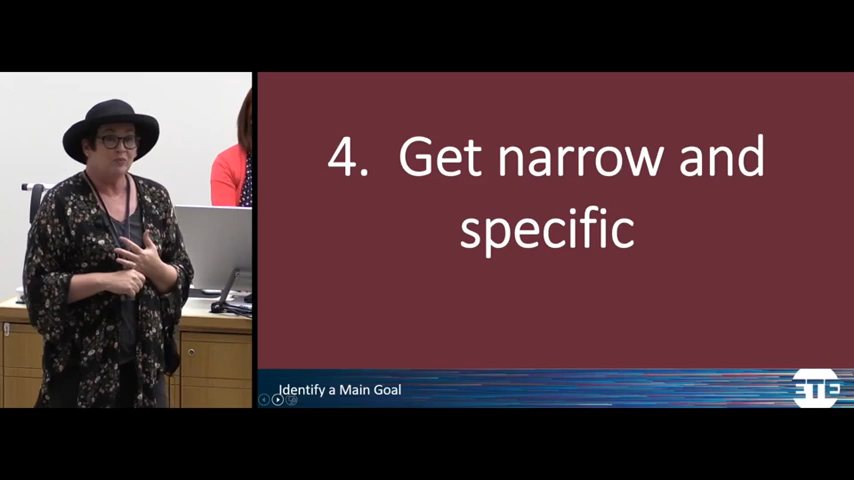 4. Get narrow and
specific
Identify a Main Goal
ETE